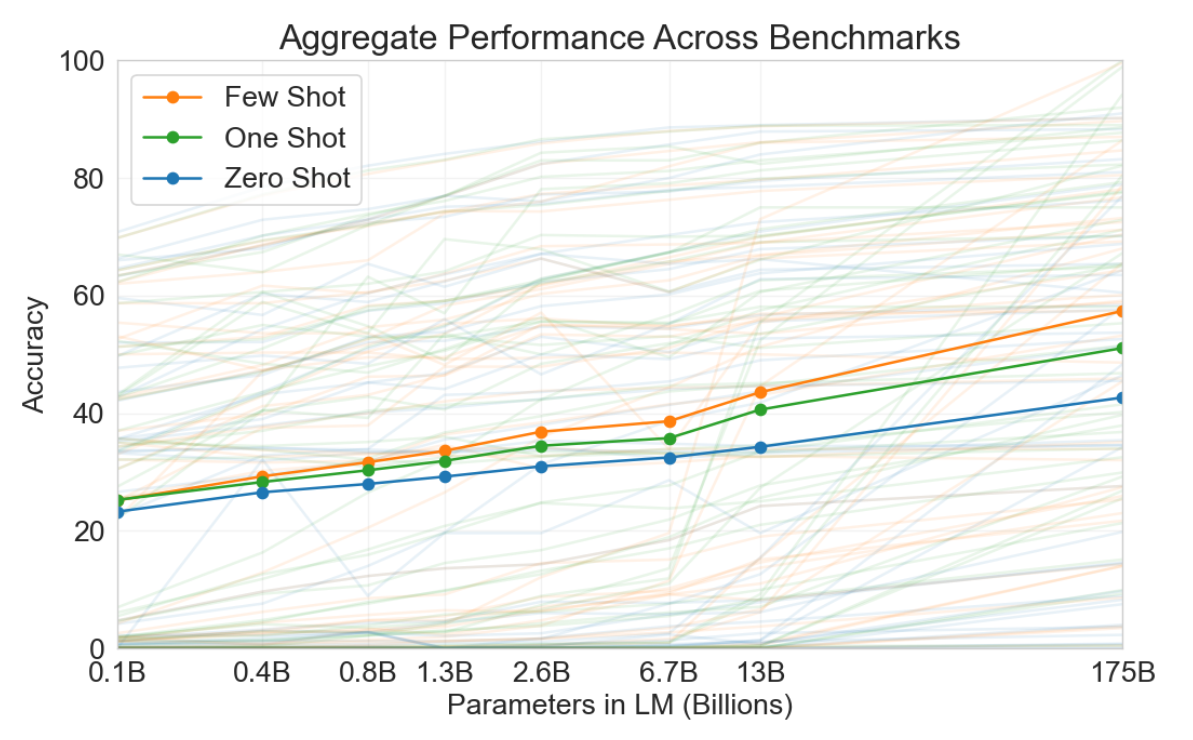 Aggregate Performance Across Benchmarks
100
80
60
40
20
0
Accuracy
Few Shot
One Shot
Zero Shot
0.1B 0.4B 0.8B 1.3B 2.6B 6.7B 13B 175B
Parameters in LM (Billions)